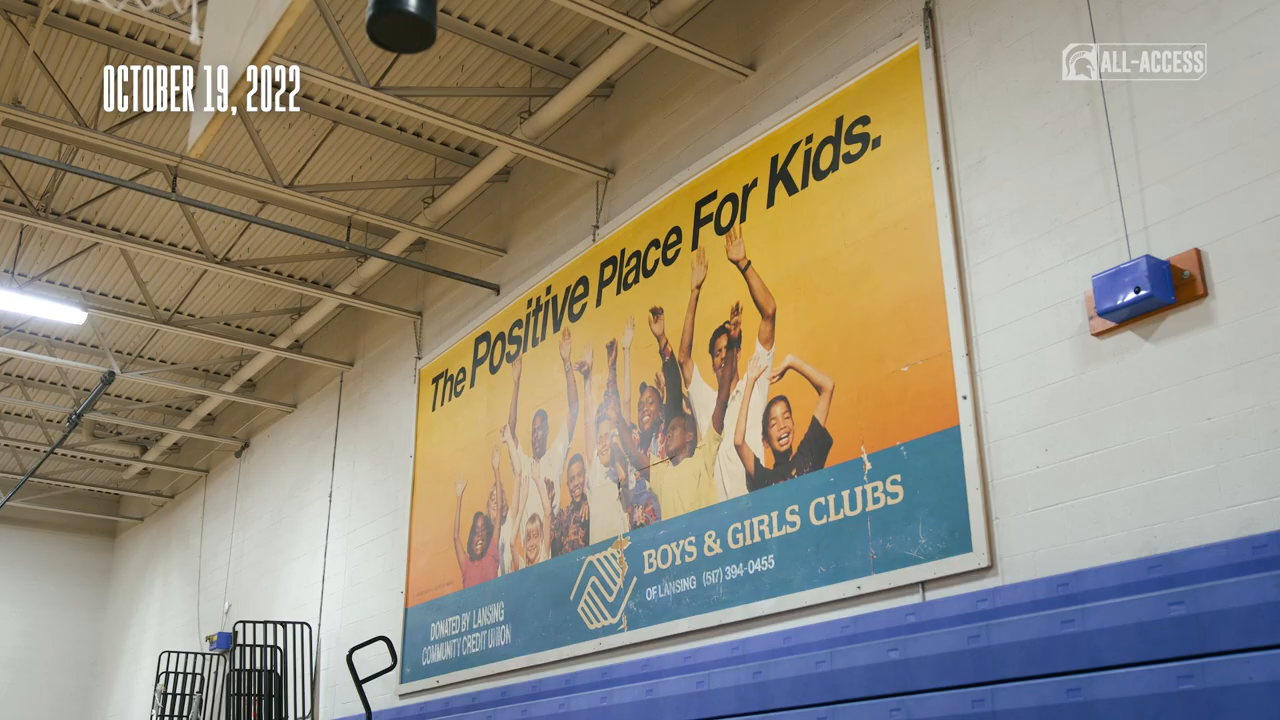 OCTOBER 19, 2022
ALL-ACCESS
The Positive Place For Kids.
BOYS & GIRLS CLUBS
OF LANSING (517) 394-0455
DONATED BY LANSING
COMMUNITY CREDIT UNION